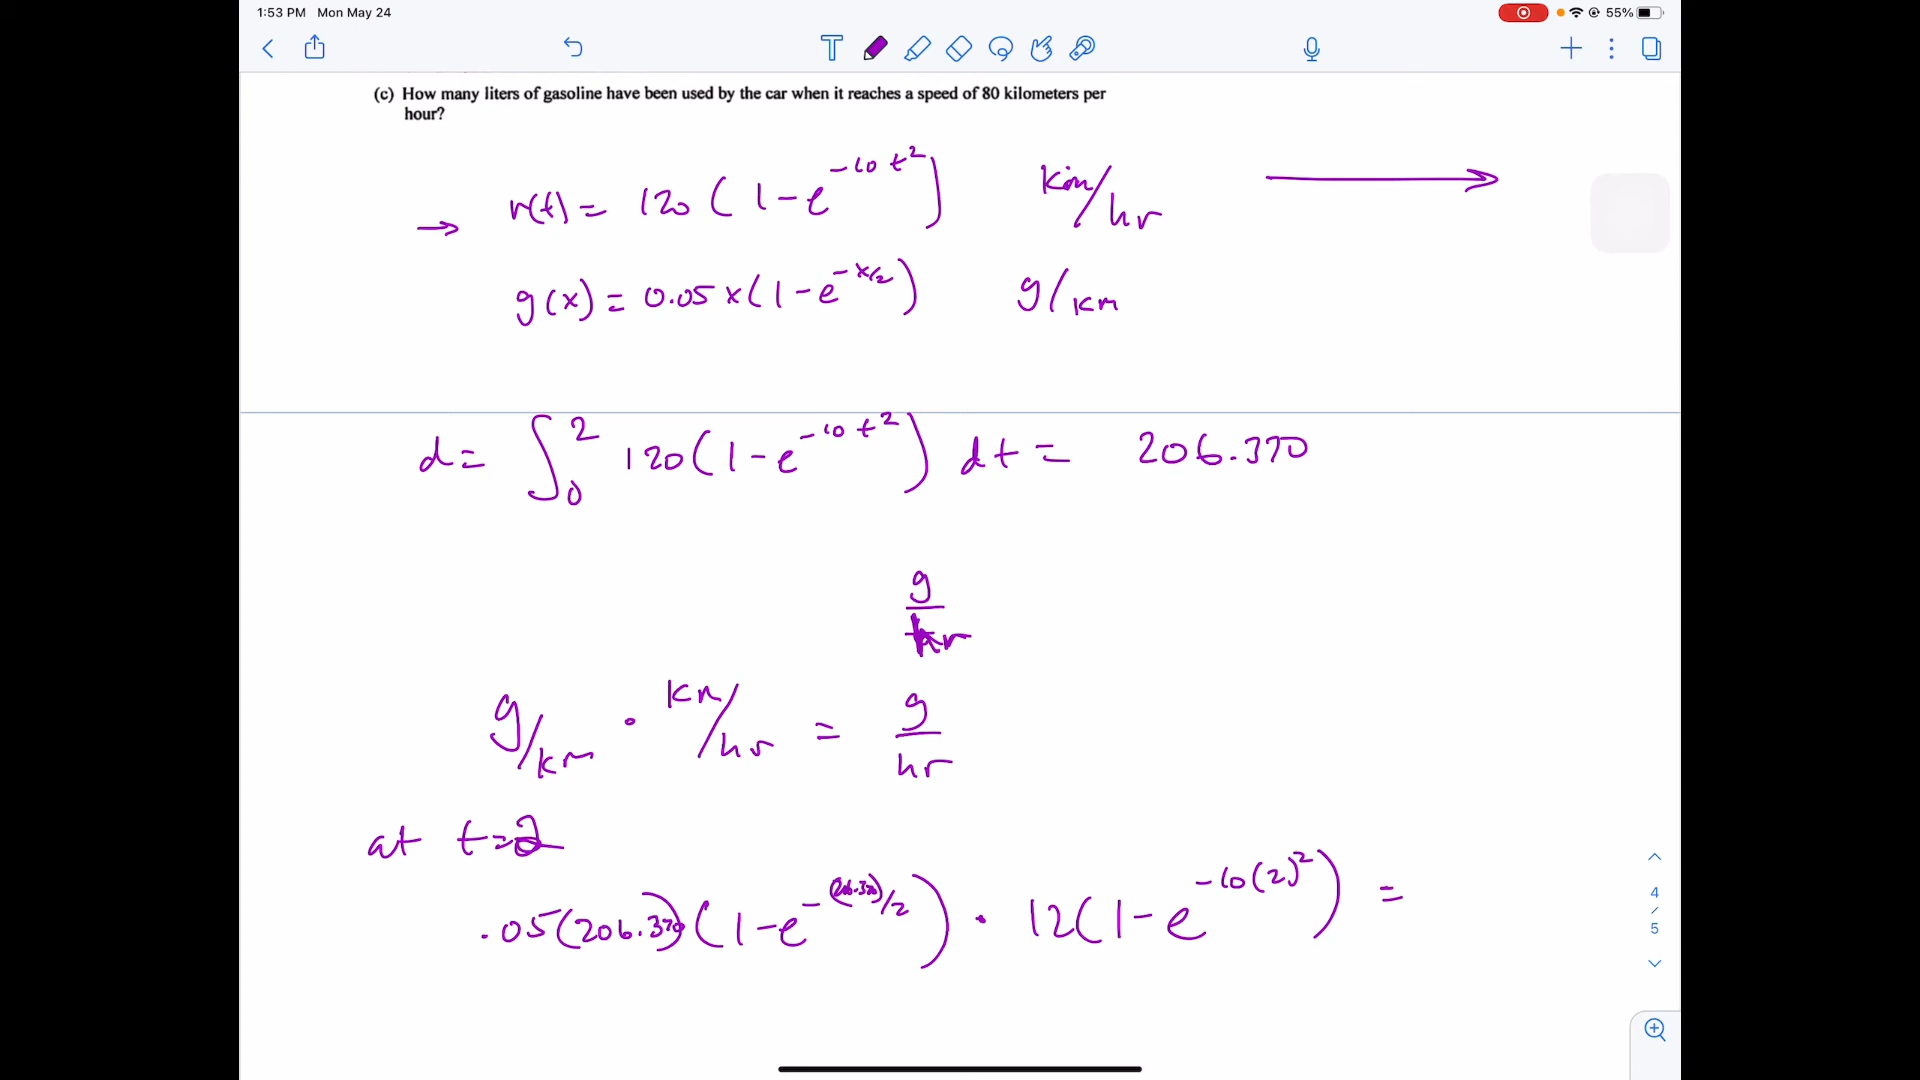 1:53 PM Mon May 24
55%
(c) How many liters of gasoline have been used by the car when it reaches a speed of 80 kilometers per
hour?
r(t) = 120 (1 - e^{-10 t^2}) km/hr
→ →
g(x) = 0.05 x (1 - e^{-x/2}) g/km
d = ∫_0^2 120 (1 - e^{-10 t^2}) dt = 206.370
g/hr
g/km · km/hr = g/hr
at t=2
.05(206.370)(1 - e^{-(206.370)/2}) · 12(1 - e^{-10(2)^2}) =
4
/
5